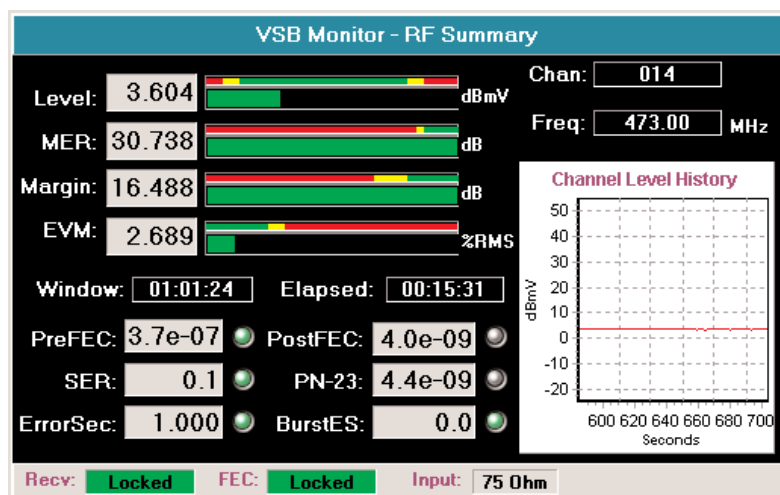 VSB Monitor - RF Summary
Level: 3.604 dBmV
MER: 30.738 dB
Margin: 16.488 dB
EVM: 2.689 %RMS
Chan: 014
Freq: 473.00 MHz
Channel Level History
50
40
30
20
10
0
-10
-20
dBmV
600 620 640 660 680 700
Seconds
Window: 01:01:24 Elapsed: 00:15:31
PreFEC: 3.7e-07 PostFEC: 4.0e-09
SER: 0.1 PN-23: 4.4e-09
ErrorSec: 1.000 BurstES: 0.0
Recv: Locked FEC: Locked Input: 75 Ohm